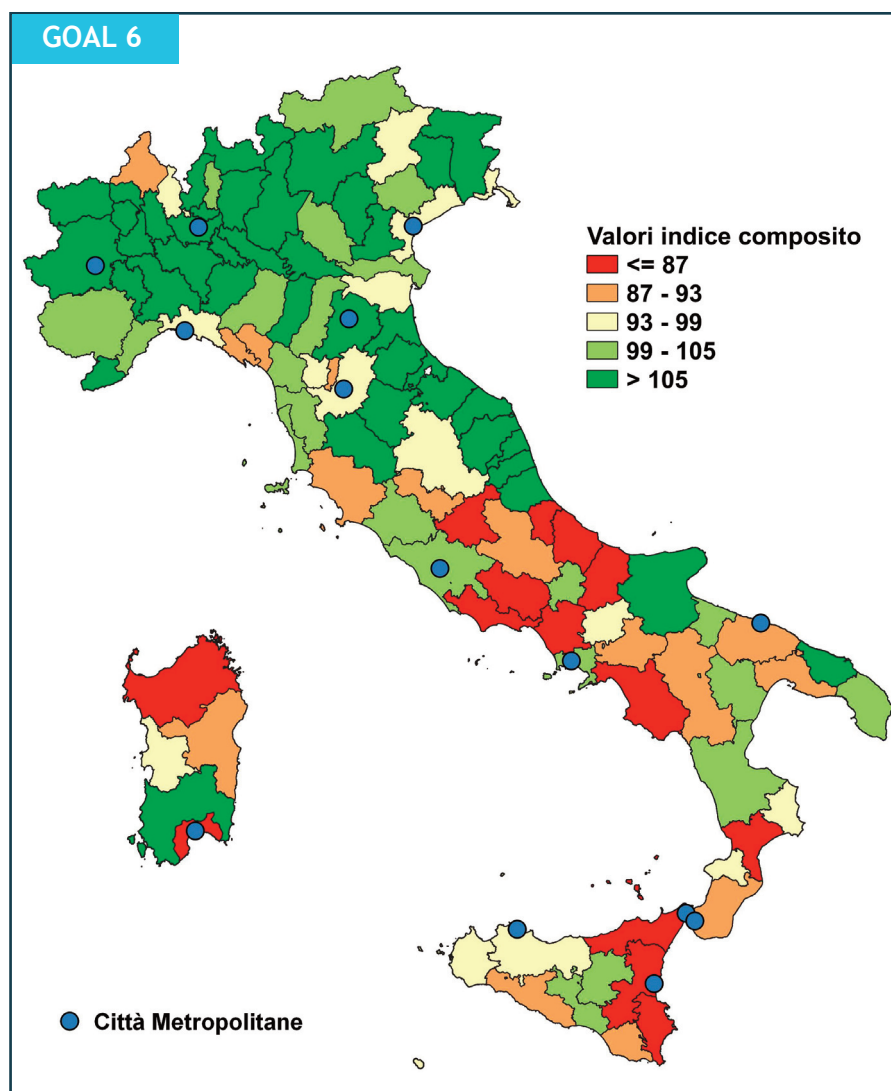 GOAL 6
Valori indice composito
<= 87
87 - 93
93 - 99
99 - 105
> 105
Città Metropolitane